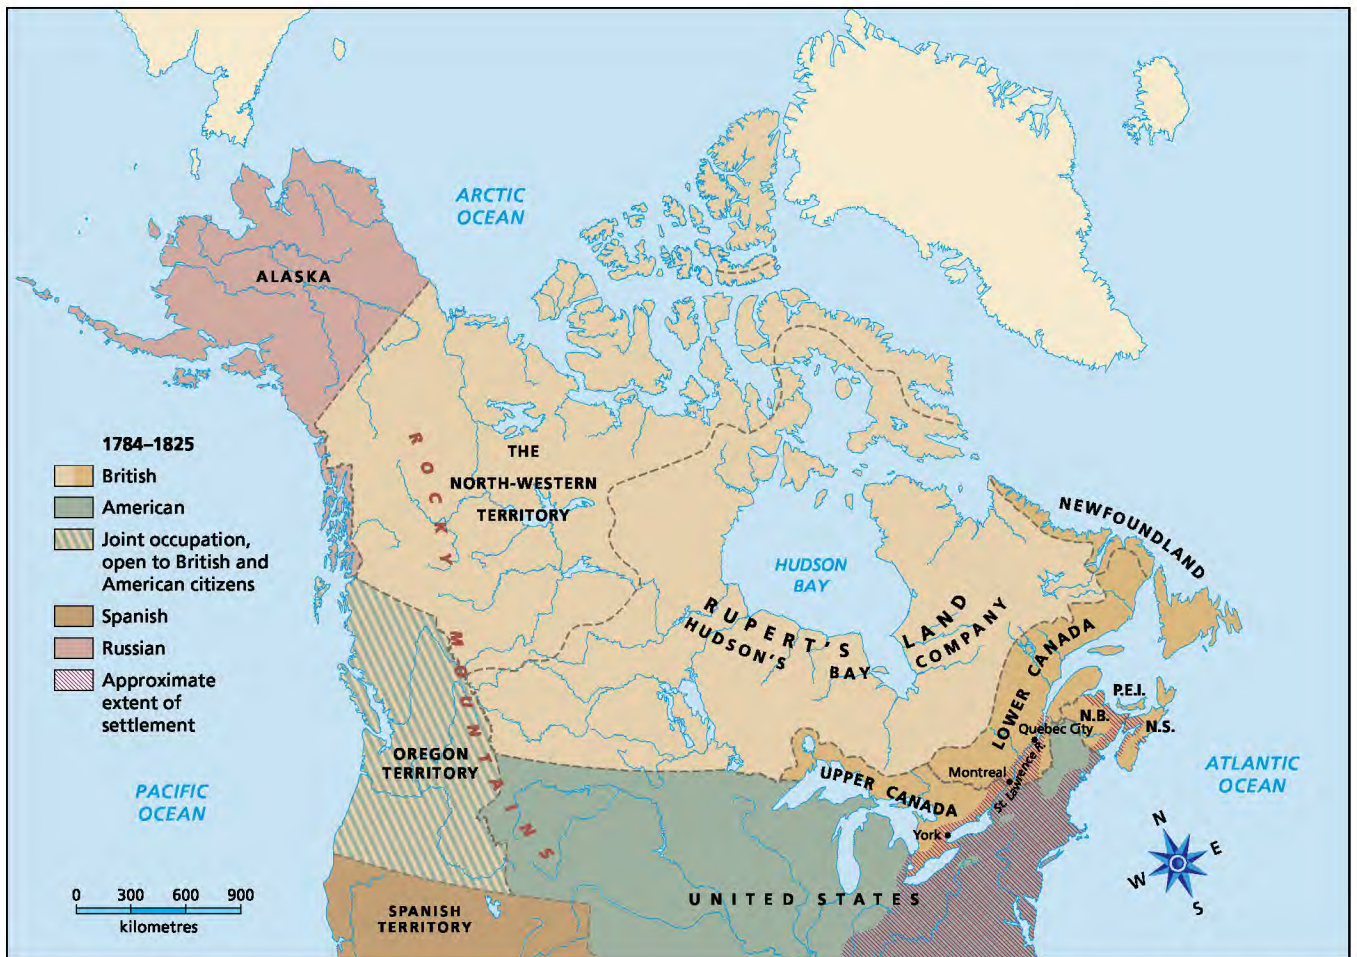 ARCTIC
OCEAN
ALASKA
1784–1825
British
American
Joint occupation,
open to British and
American citizens
Spanish
Russian
Approximate
extent of
settlement
THE
NORTH-WESTERN
TERRITORY
ROCKY MOUNTAINS
HUDSON
BAY
NEWFOUNDLAND
RUPERT'S LAND
HUDSON'S BAY COMPANY
LOWER CANADA
P.E.I.
N.B.
N.S.
Quebec City
Montreal
St. Lawrence R.
UPPER CANADA
York
OREGON
TERRITORY
PACIFIC
OCEAN
ATLANTIC
OCEAN
UNITED STATES
SPANISH
TERRITORY
0 300 600 900
kilometres
N
E
W
S